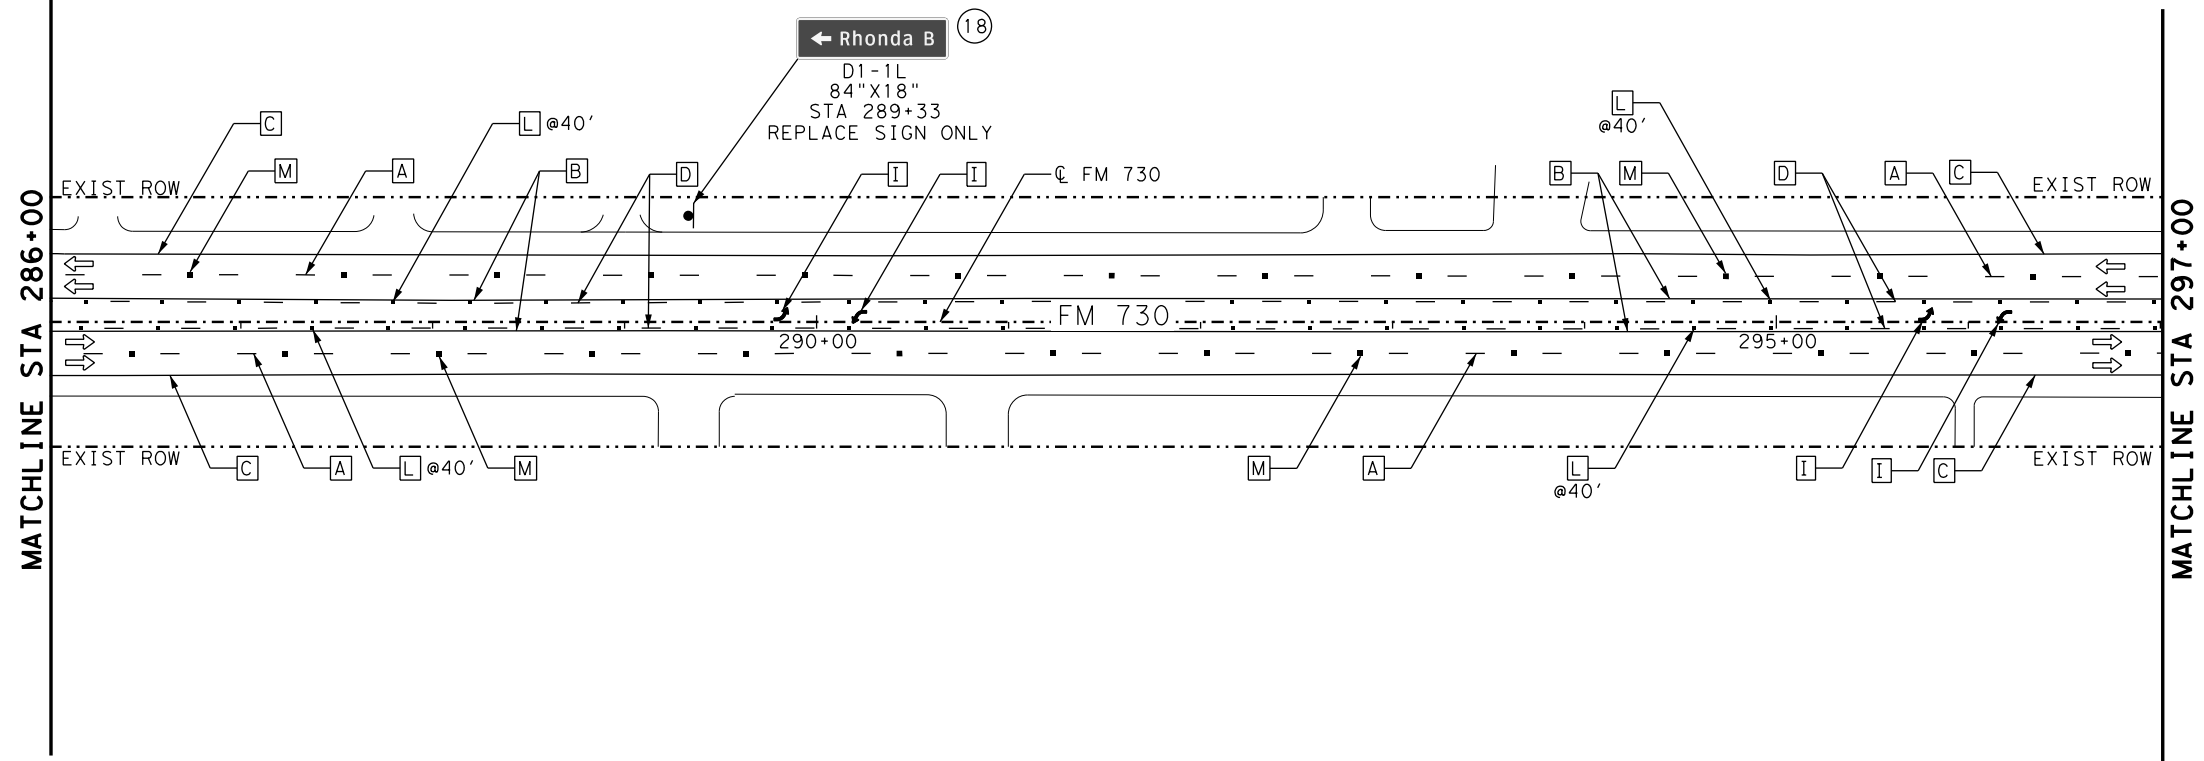 ← Rhonda B
18
D1-1L
84"X18"
STA 289+33
REPLACE SIGN ONLY
C
L @40'
L
@40'
M
A
B
D
I
I
℄ FM 730
B
M
D
A
C
EXIST ROW
EXIST ROW
MATCHLINE STA 286+00
MATCHLINE STA 297+00
FM 730
290+00
295+00
EXIST ROW
EXIST ROW
C
A
L @40'
M
M
A
L
@40'
I
I
C